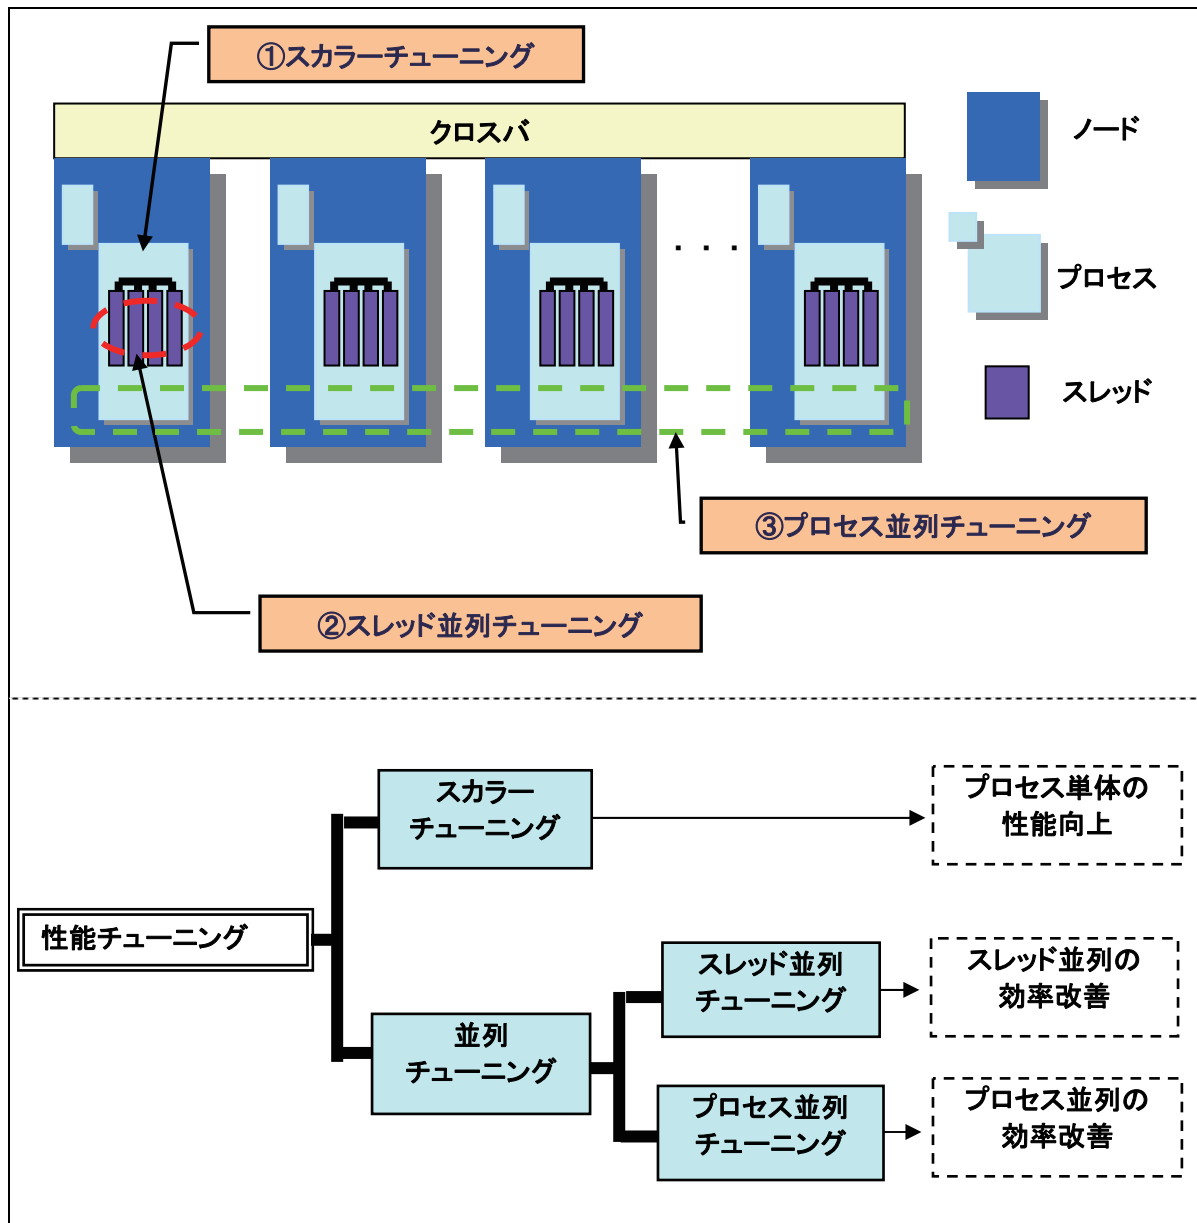 ①スカラーチューニング
クロスバ
ノード
プロセス
スレッド
・・・
③プロセス並列チューニング
②スレッド並列チューニング
スカラー
チューニング
プロセス単体の
性能向上
性能チューニング
スレッド並列
チューニング
スレッド並列の
効率改善
並列
チューニング
プロセス並列
チューニング
プロセス並列の
効率改善